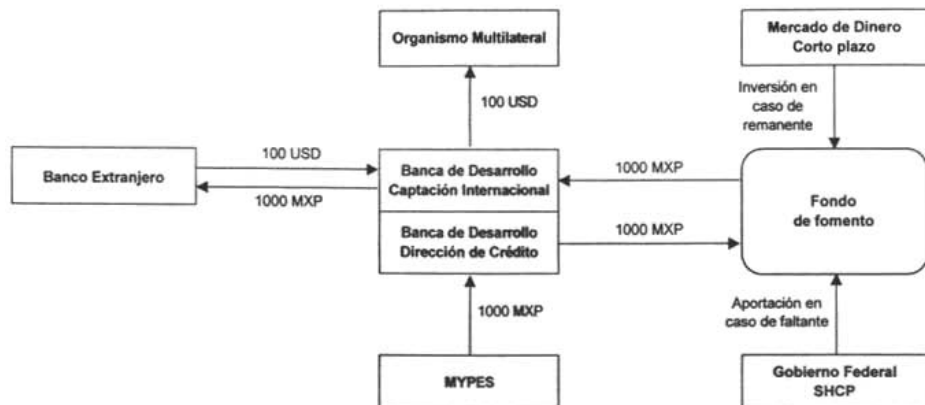 Organismo Multilateral
Mercado de Dinero
Corto plazo
100 USD
Inversión en
caso de
remanente
Banco Extranjero
100 USD
1000 MXP
Banca de Desarrollo
Captación Internacional
1000 MXP
Fondo
de fomento
Banca de Desarrollo
Dirección de Crédito
1000 MXP
1000 MXP
Aportación en
caso de faltante
MYPES
Gobierno Federal
SHCP